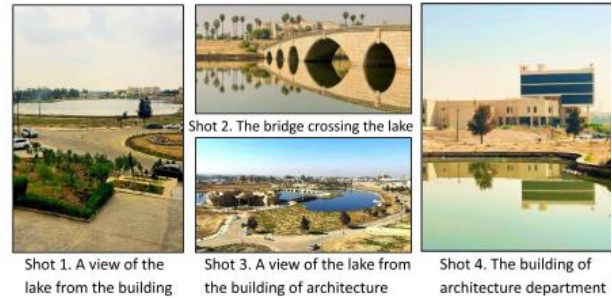 Shot 1. A view of the
lake from the building
Shot 2. The bridge crossing the lake
Shot 3. A view of the lake from
the building of architecture
Shot 4. The building of
architecture department